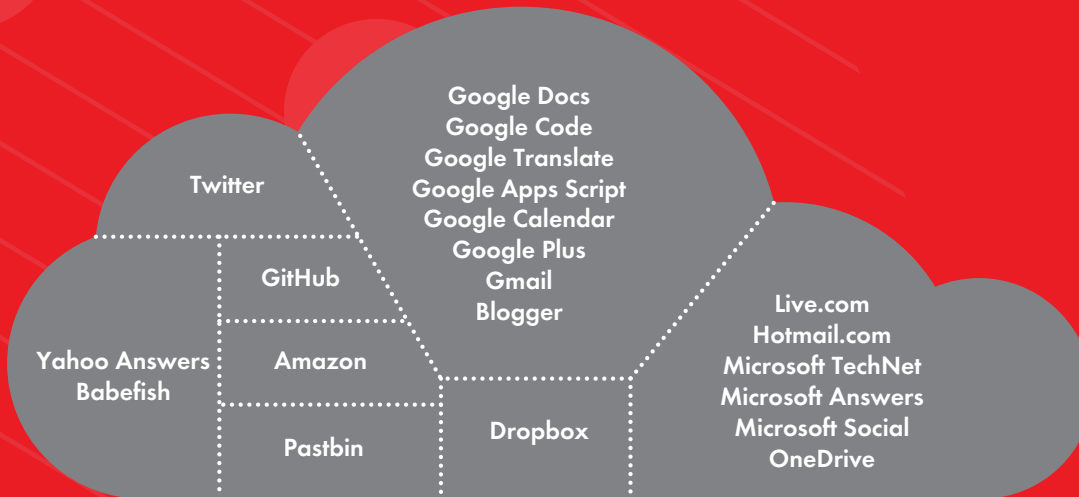 Twitter
Google Docs
Google Code
Google Translate
Google Apps Script
Google Calendar
Google Plus
Gmail
Blogger
GitHub
Yahoo Answers
Babefish
Amazon
Pastbin
Dropbox
Live.com
Hotmail.com
Microsoft TechNet
Microsoft Answers
Microsoft Social
OneDrive